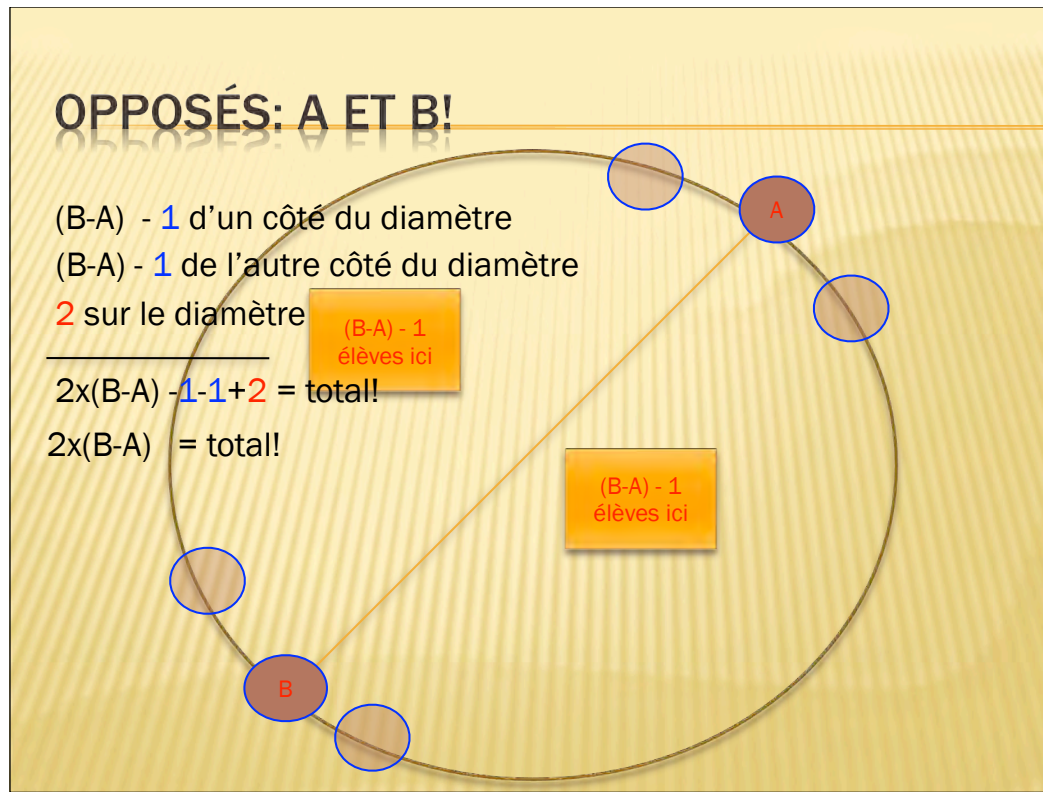 OPPOSÉS: A ET B!
(B-A) - 1 d'un côté du diamètre
(B-A) - 1 de l'autre côté du diamètre
2 sur le diamètre
2x(B-A) -1-1+2 = total!
2x(B-A) = total!
(B-A) - 1
élèves ici
(B-A) - 1
élèves ici
A
B